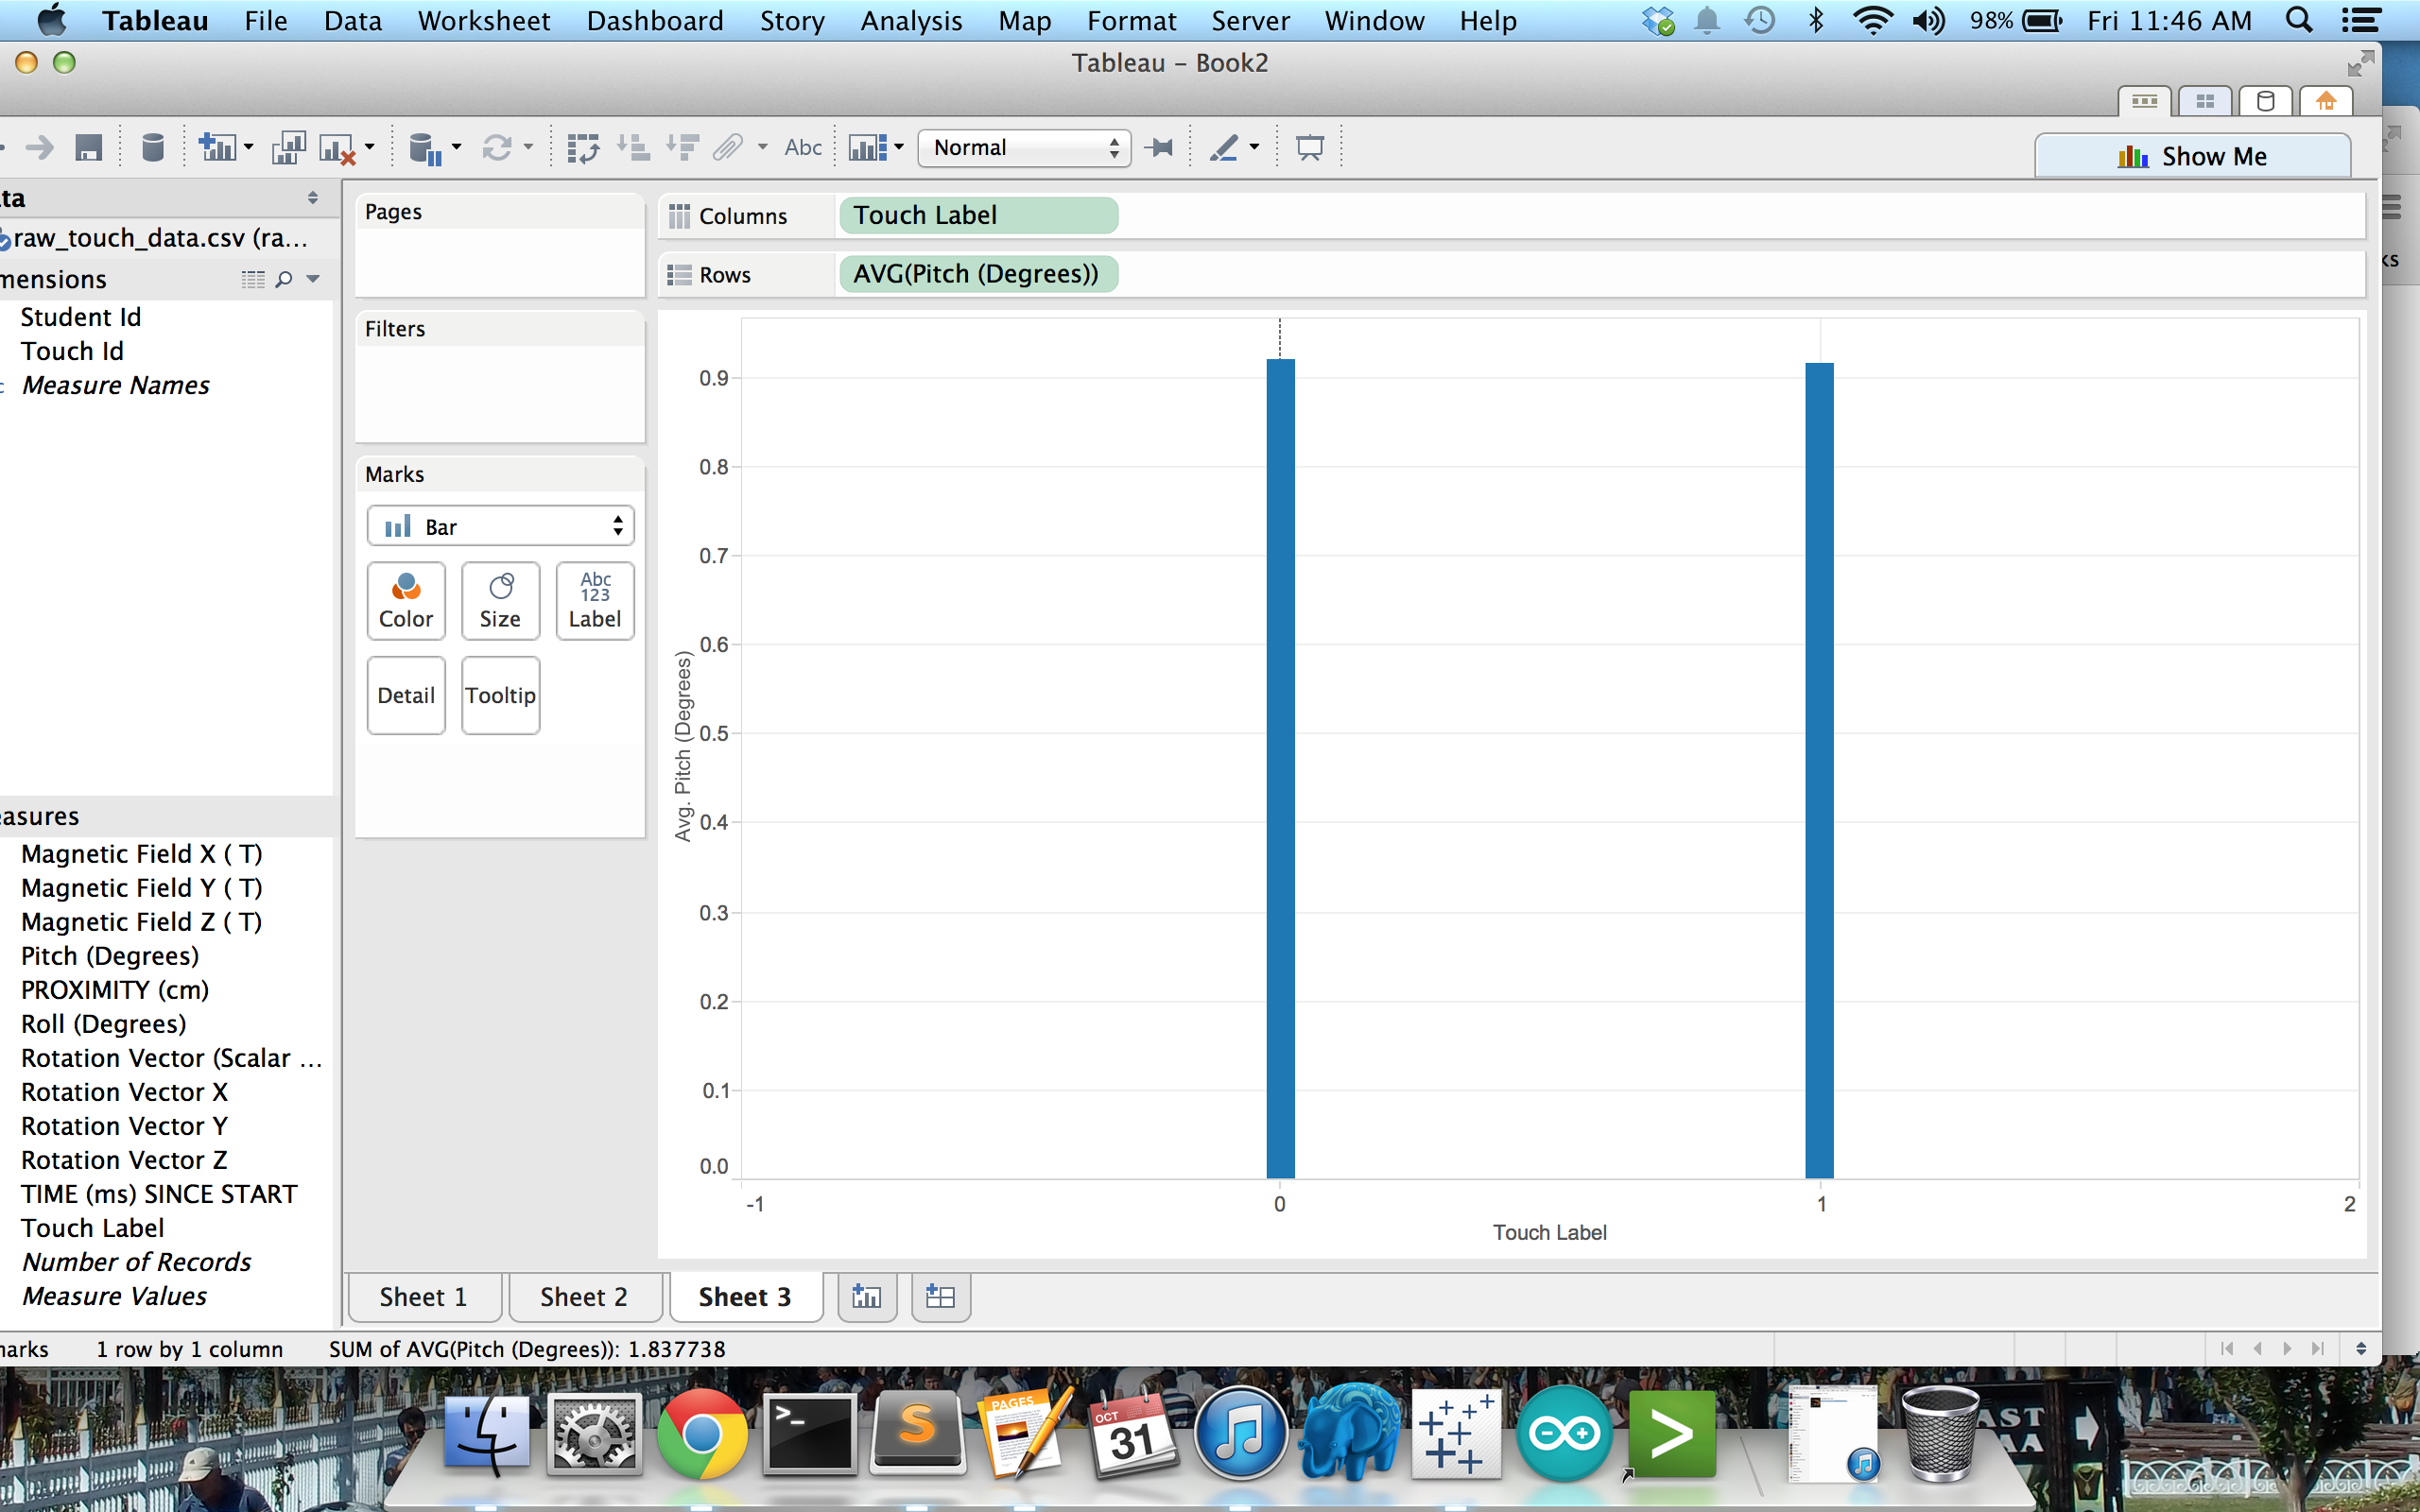 Tableau File Data Worksheet Dashboard Story Analysis Map Format Server Window Help 98% Fri 11:46 AM
Tableau - Book2
Abc Normal Show Me
ta
raw_touch_data.csv (ra...
mensions
Student Id
Touch Id
c Measure Names
easures
Magnetic Field X ( T)
Magnetic Field Y ( T)
Magnetic Field Z ( T)
Pitch (Degrees)
PROXIMITY (cm)
Roll (Degrees)
Rotation Vector (Scalar ...
Rotation Vector X
Rotation Vector Y
Rotation Vector Z
TIME (ms) SINCE START
Touch Label
Number of Records
Measure Values
Pages
Filters
Marks
Bar
Abc
123
Color Size Label
Detail Tooltip
Columns Touch Label
Rows AVG(Pitch (Degrees))
ks
0.9
0.8
0.7
0.6
0.5
0.4
0.3
0.2
0.1
0.0
Avg. Pitch (Degrees)
-1 0 1 2
Touch Label
Sheet 1 Sheet 2 Sheet 3
narks 1 row by 1 column SUM of AVG(Pitch (Degrees)): 1.837738
>_
S
PAGES
OCT
31
AST